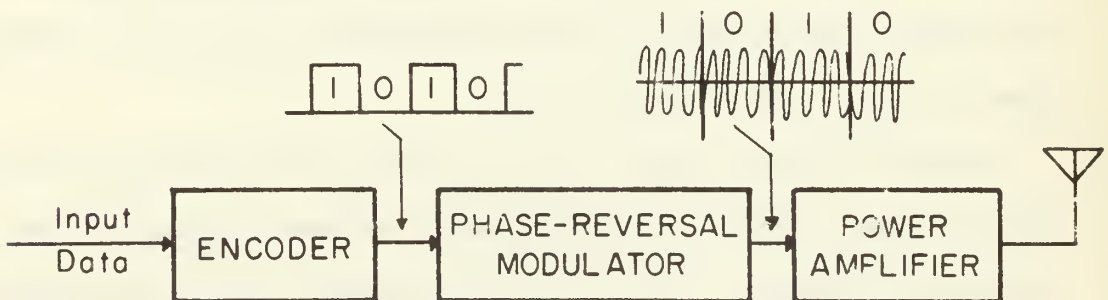 1 0 1 0
1 0 1 0
Input
Data
ENCODER
PHASE-REVERSAL
MODULATOR
POWER
AMPLIFIER